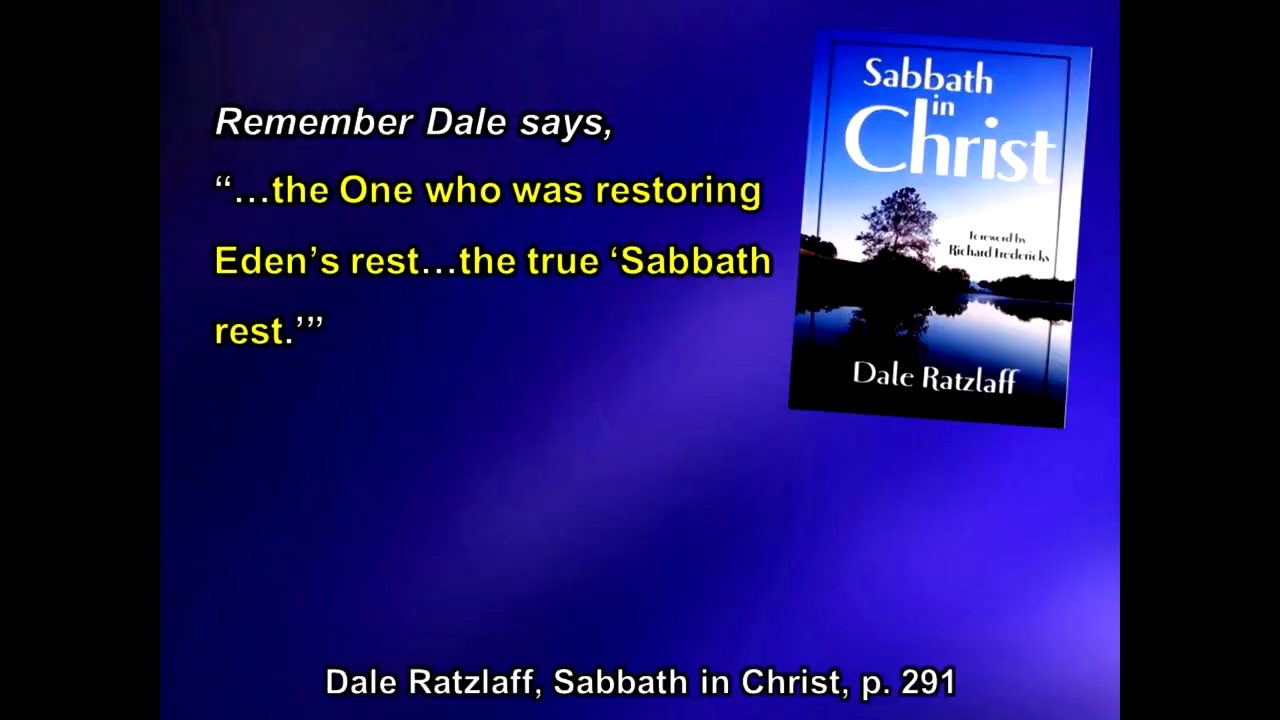 Remember Dale says,
“…the One who was restoring
Eden’s rest…the true ‘Sabbath
rest.’”
Sabbath
in
Christ
Foreword by
Richard Fredericks
Dale Ratzlaff
Dale Ratzlaff, Sabbath in Christ, p. 291